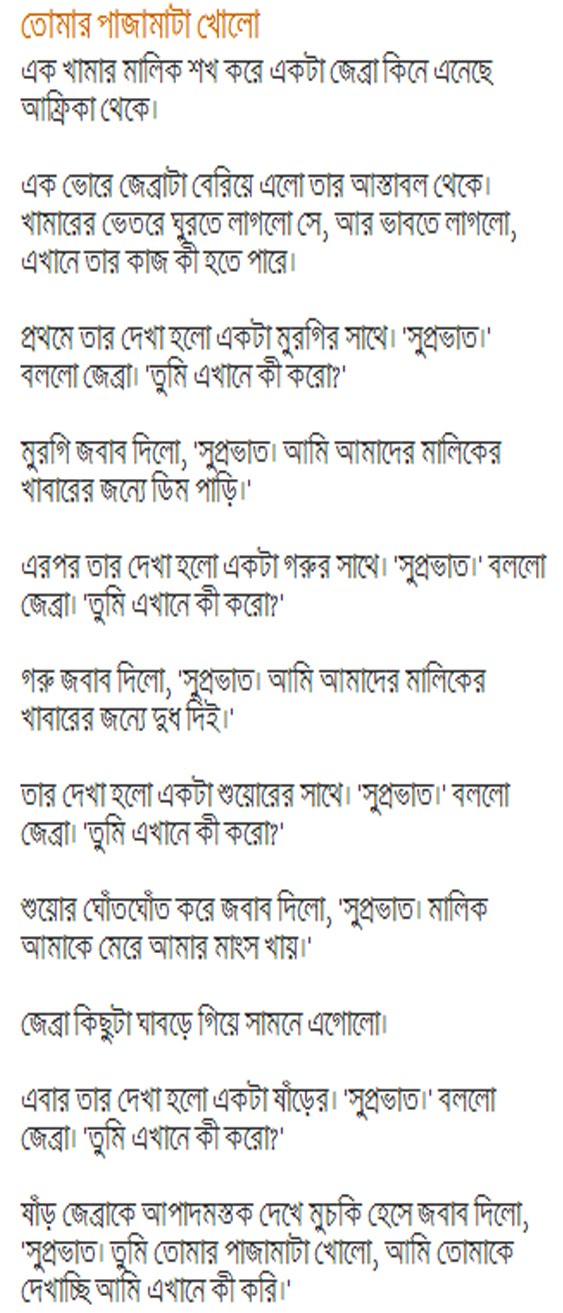 তোমার পাজামাটা খোলো
এক খামার মালিক শখ করে একটা জেব্রা কিনে এনেছে
আফ্রিকা থেকে।
এক ভোরে জেব্রাটা বেরিয়ে এলো তার আস্তাবল থেকে।
খামারের ভেতরে ঘুরতে লাগলো সে, আর ভাবতে লাগলো,
এখানে তার কাজ কী হতে পারে।
প্রথমে তার দেখা হলো একটা মুরগির সাথে। 'সুপ্রভাত।'
বললো জেব্রা। 'তুমি এখানে কী করো?'
মুরগি জবাব দিলো, 'সুপ্রভাত। আমি আমাদের মালিকের
খাবারের জন্যে ডিম পাড়ি।'
এরপর তার দেখা হলো একটা গরুর সাথে। 'সুপ্রভাত।' বললো
জেব্রা। 'তুমি এখানে কী করো?'
গরু জবাব দিলো, 'সুপ্রভাত। আমি আমাদের মালিকের
খাবারের জন্যে দুধ দিই।'
তার দেখা হলো একটা শুয়োরের সাথে। 'সুপ্রভাত।' বললো
জেব্রা। 'তুমি এখানে কী করো?'
শুয়োর ঘোঁতঘোঁত করে জবাব দিলো, 'সুপ্রভাত। মালিক
আমাকে মেরে আমার মাংস খায়।'
জেব্রা কিছুটা ঘাবড়ে গিয়ে সামনে এগোলো।
এবার তার দেখা হলো একটা ষাঁড়ের। 'সুপ্রভাত।' বললো
জেব্রা। 'তুমি এখানে কী করো?'
ষাঁড় জেব্রাকে আপাদমস্তক দেখে মুচকি হেসে জবাব দিলো,
'সুপ্রভাত। তুমি তোমার পাজামাটা খোলো, আমি তোমাকে
দেখাচ্ছি আমি এখানে কী করি।'